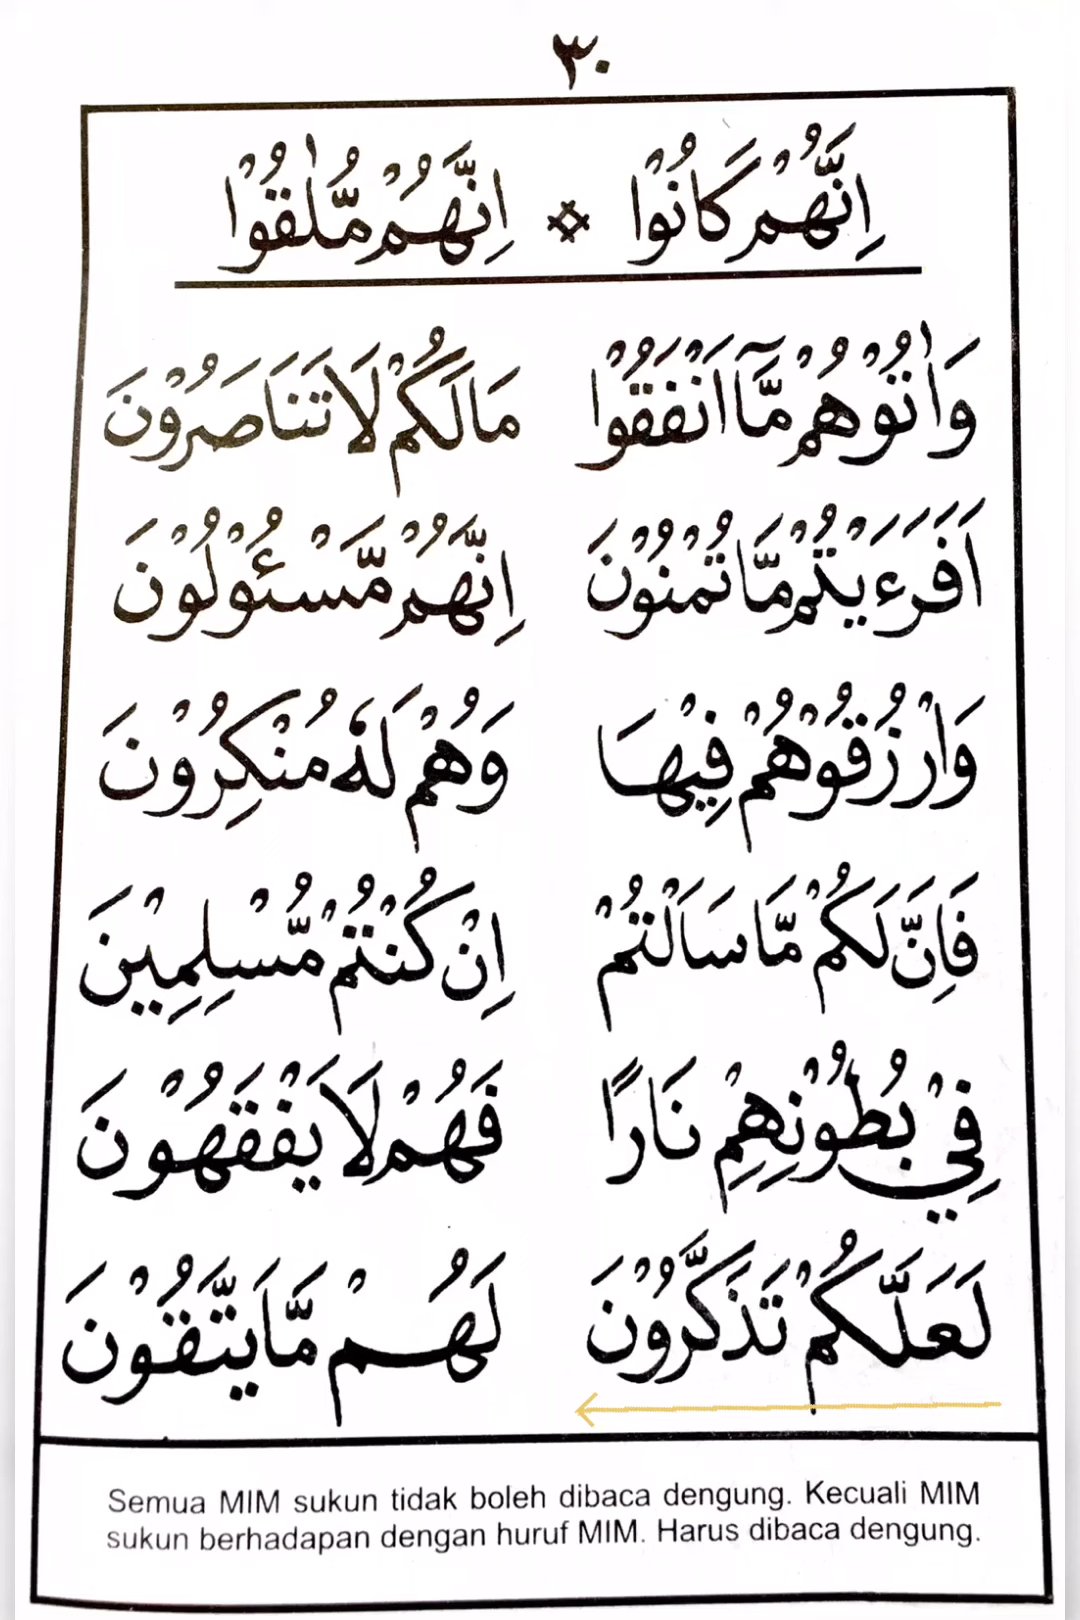 ٣٠
اِنَّهُمْ كَانُوْا ۞ اِنَّهُمْ مُّلٰقُوْا
وَاٰتُوْهُمْ مَّآ اَنْفَقُوْا مَالَكُمْ لَا تَنَاصَرُوْنَ
اَفَرَءَيْتُمْ مَّا تُمْنُوْنَ اِنَّهُمْ مَّسْئُوْلُوْنَ
وَارْزُقُوْهُمْ فِيْهَا وَهُمْ لَهٗ مُنْكِرُوْنَ
فَاِنَّ لَكُمْ مَّا سَاَلْتُمْ اِنْ كُنْتُمْ مُّسْلِمِيْنَ
فِيْ بُطُوْنِهِمْ نَارًا فَهُمْ لَا يَفْقَهُوْنَ
لَعَلَّكُمْ تَذَكَّرُوْنَ لَهُمْ مَّا يَتَّقُوْنَ
Semua MIM sukun tidak boleh dibaca dengung. Kecuali MIM
sukun berhadapan dengan huruf MIM. Harus dibaca dengung.